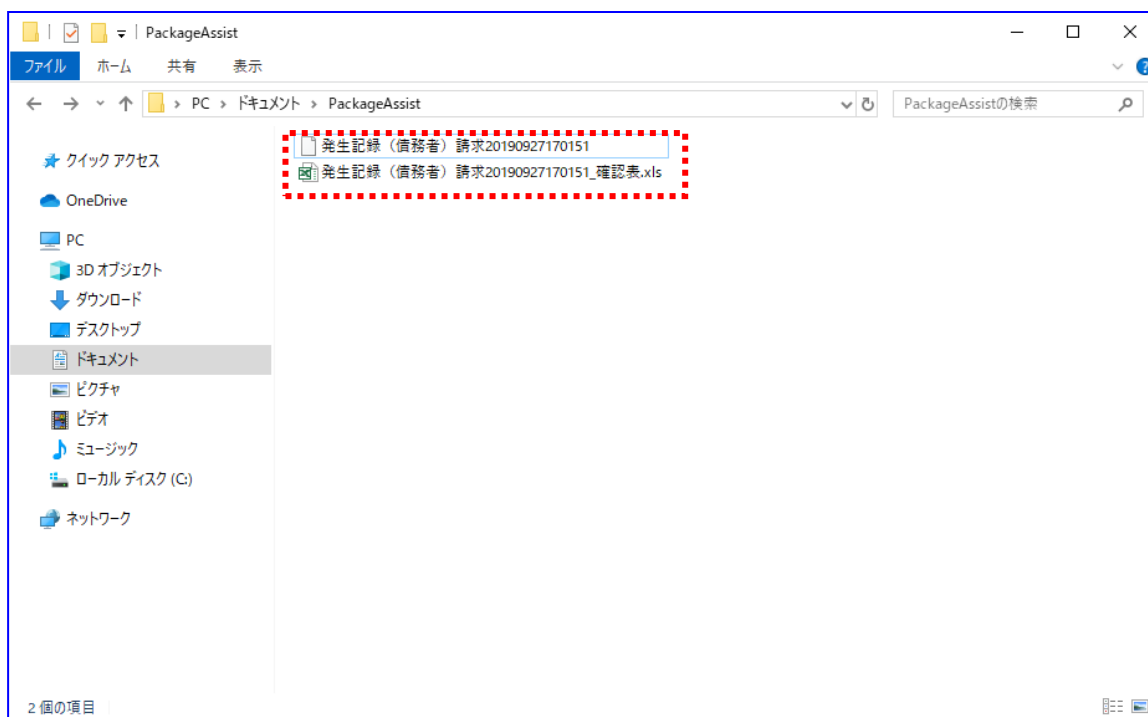 PackageAssist
ファイル ホーム 共有 表示
PC › ドキュメント › PackageAssist
PackageAssistの検索
クイック アクセス
OneDrive
PC
3D オブジェクト
ダウンロード
デスクトップ
ドキュメント
ピクチャ
ビデオ
ミュージック
ローカル ディスク (C:)
ネットワーク
発生記録（債務者）請求20190927170151
発生記録（債務者）請求20190927170151_確認表.xls
2 個の項目